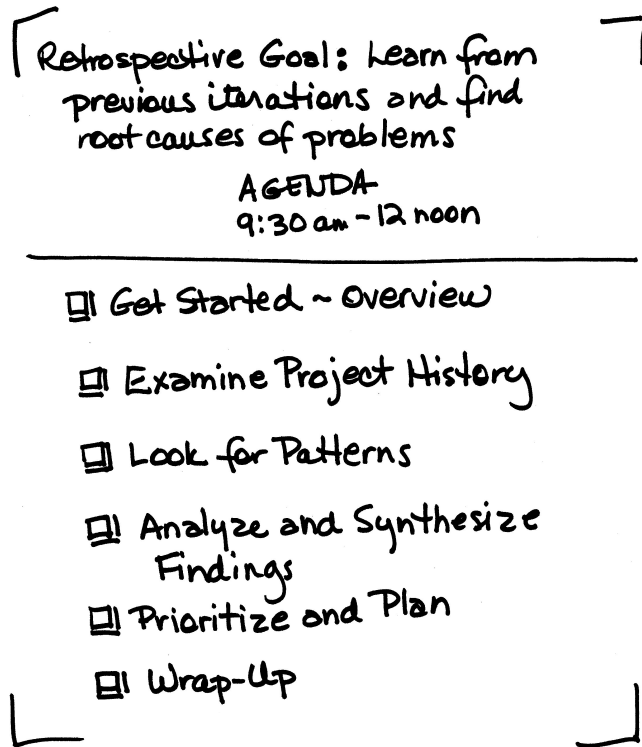 Retrospective Goal: Learn from
previous iterations and find
root causes of problems
AGENDA
9:30 am - 12 noon
Get Started ~ Overview
Examine Project History
Look for Patterns
Analyze and Synthesize
Findings
Prioritize and Plan
Wrap-Up